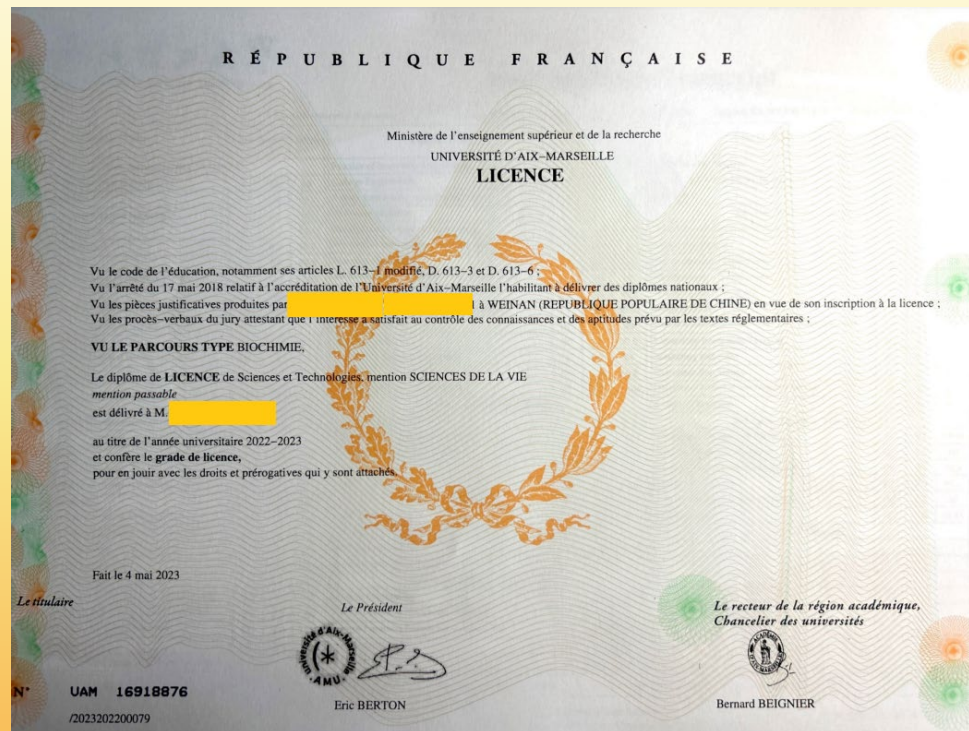 RÉPUBLIQUE FRANÇAISE
Ministère de l'enseignement supérieur et de la recherche
UNIVERSITÉ D'AIX–MARSEILLE
LICENCE
Vu le code de l'éducation, notamment ses articles L. 613–1 modifié, D. 613–3 et D. 613–6 ;
Vu l'arrêté du 17 mai 2018 relatif à l'accréditation de l'Université d'Aix–Marseille l'habilitant à délivrer des diplômes nationaux ;
Vu les pièces justificatives produites par à WEINAN (REPUBLIQUE POPULAIRE DE CHINE) en vue de son inscription à la licence ;
Vu les procès–verbaux du jury attestant que l'intéressé a satisfait au contrôle des connaissances et des aptitudes prévu par les textes réglementaires ;
VU LE PARCOURS TYPE BIOCHIMIE,
Le diplôme de LICENCE de Sciences et Technologies, mention SCIENCES DE LA VIE
mention passable
est délivré à M.
au titre de l'année universitaire 2022–2023
et confère le grade de licence,
pour en jouir avec les droits et prérogatives qui y sont attachés.
Fait le 4 mai 2023
Le titulaire
Le Président
Le recteur de la région académique,
Chancelier des universités
université d'Aix-Marseille
AMU
ACADÉMIE
N° UAM 16918876
Eric BERTON
Bernard BEIGNIER
/2023202200079